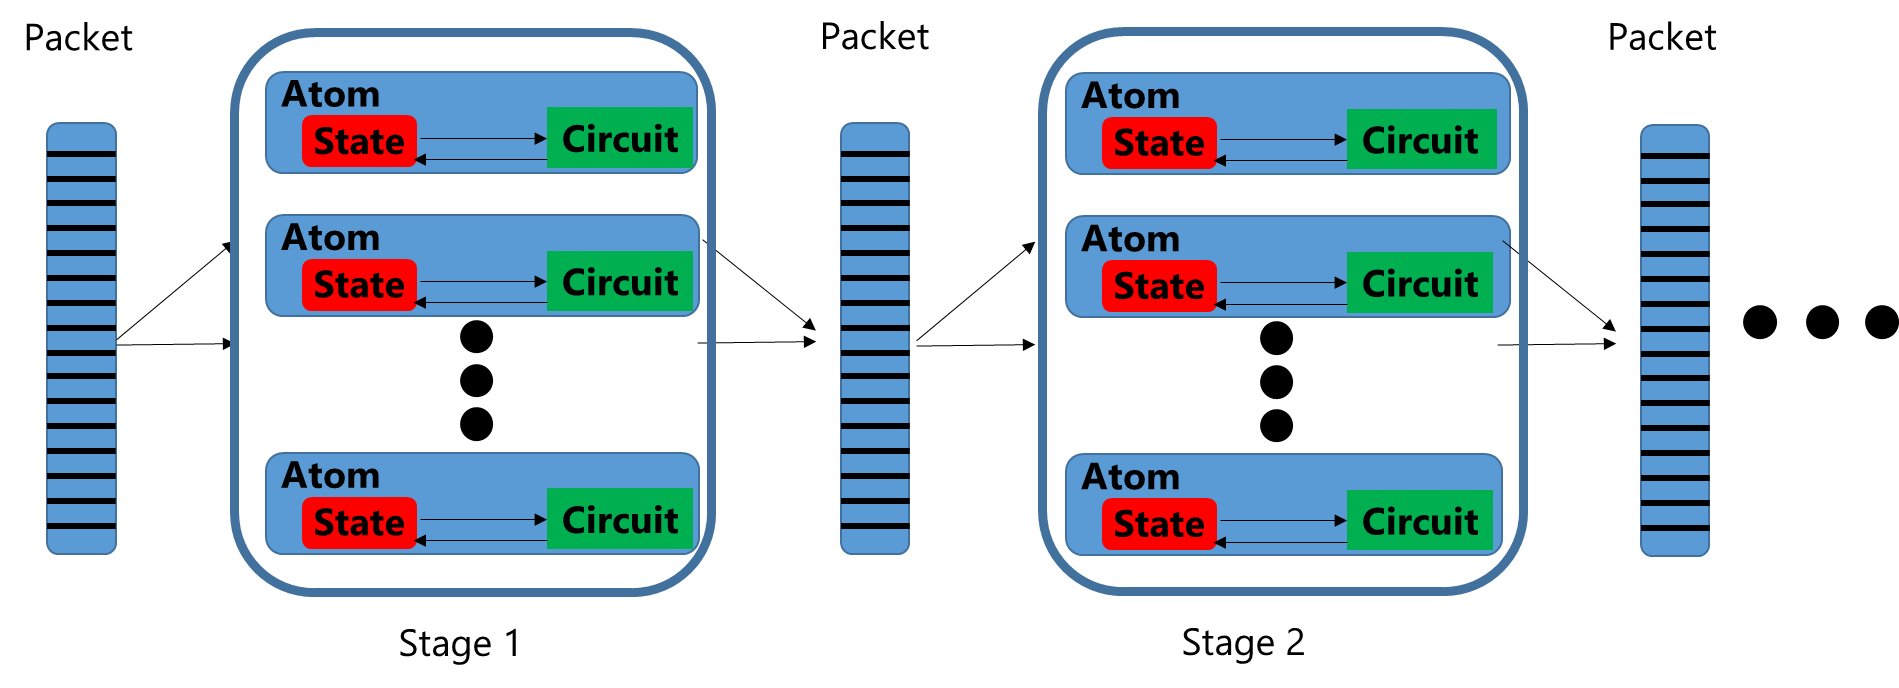 Packet
Packet
Packet
Atom
State
Circuit
Atom
State
Circuit
Atom
State
Circuit
Stage 1
Atom
State
Circuit
Atom
State
Circuit
Atom
State
Circuit
Stage 2